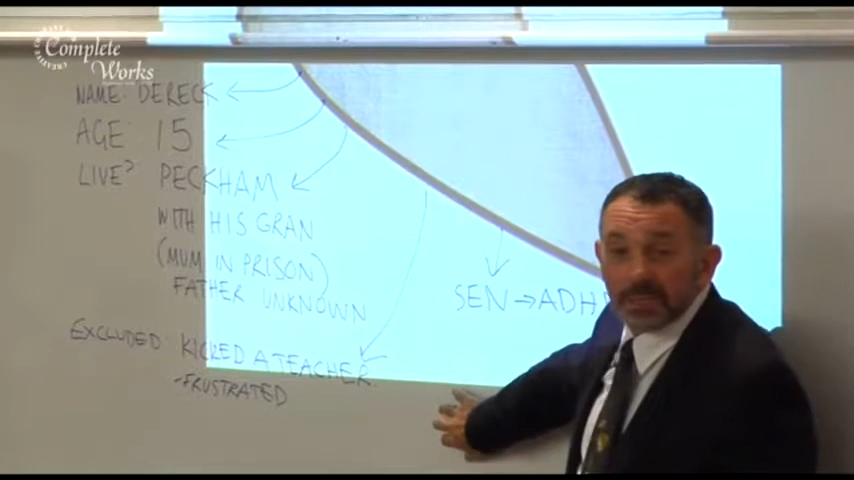 Complete
Works
NAME: DERECK
AGE: 15
LIVE? PECKHAM
WITH HIS GRAN
(MUM IN PRISON)
FATHER UNKNOWN
SEN → ADH
EXCLUDED: KICKED A TEACHER
- FRUSTRATED